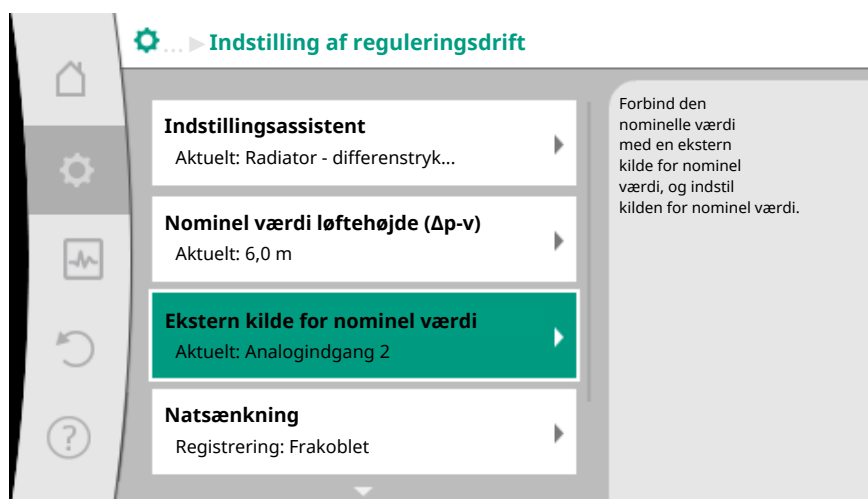 ... Indstilling af reguleringsdrift
Indstillingsassistent
Aktuelt: Radiator - differenstryk...
Nominel værdi løftehøjde (Δp-v)
Aktuelt: 6,0 m
Ekstern kilde for nominel værdi
Aktuelt: Analogindgang 2
Natsænkning
Registrering: Frakoblet
Forbind den
nominelle værdi
med en ekstern
kilde for nominel
værdi, og indstil
kilden for nominel værdi.
?